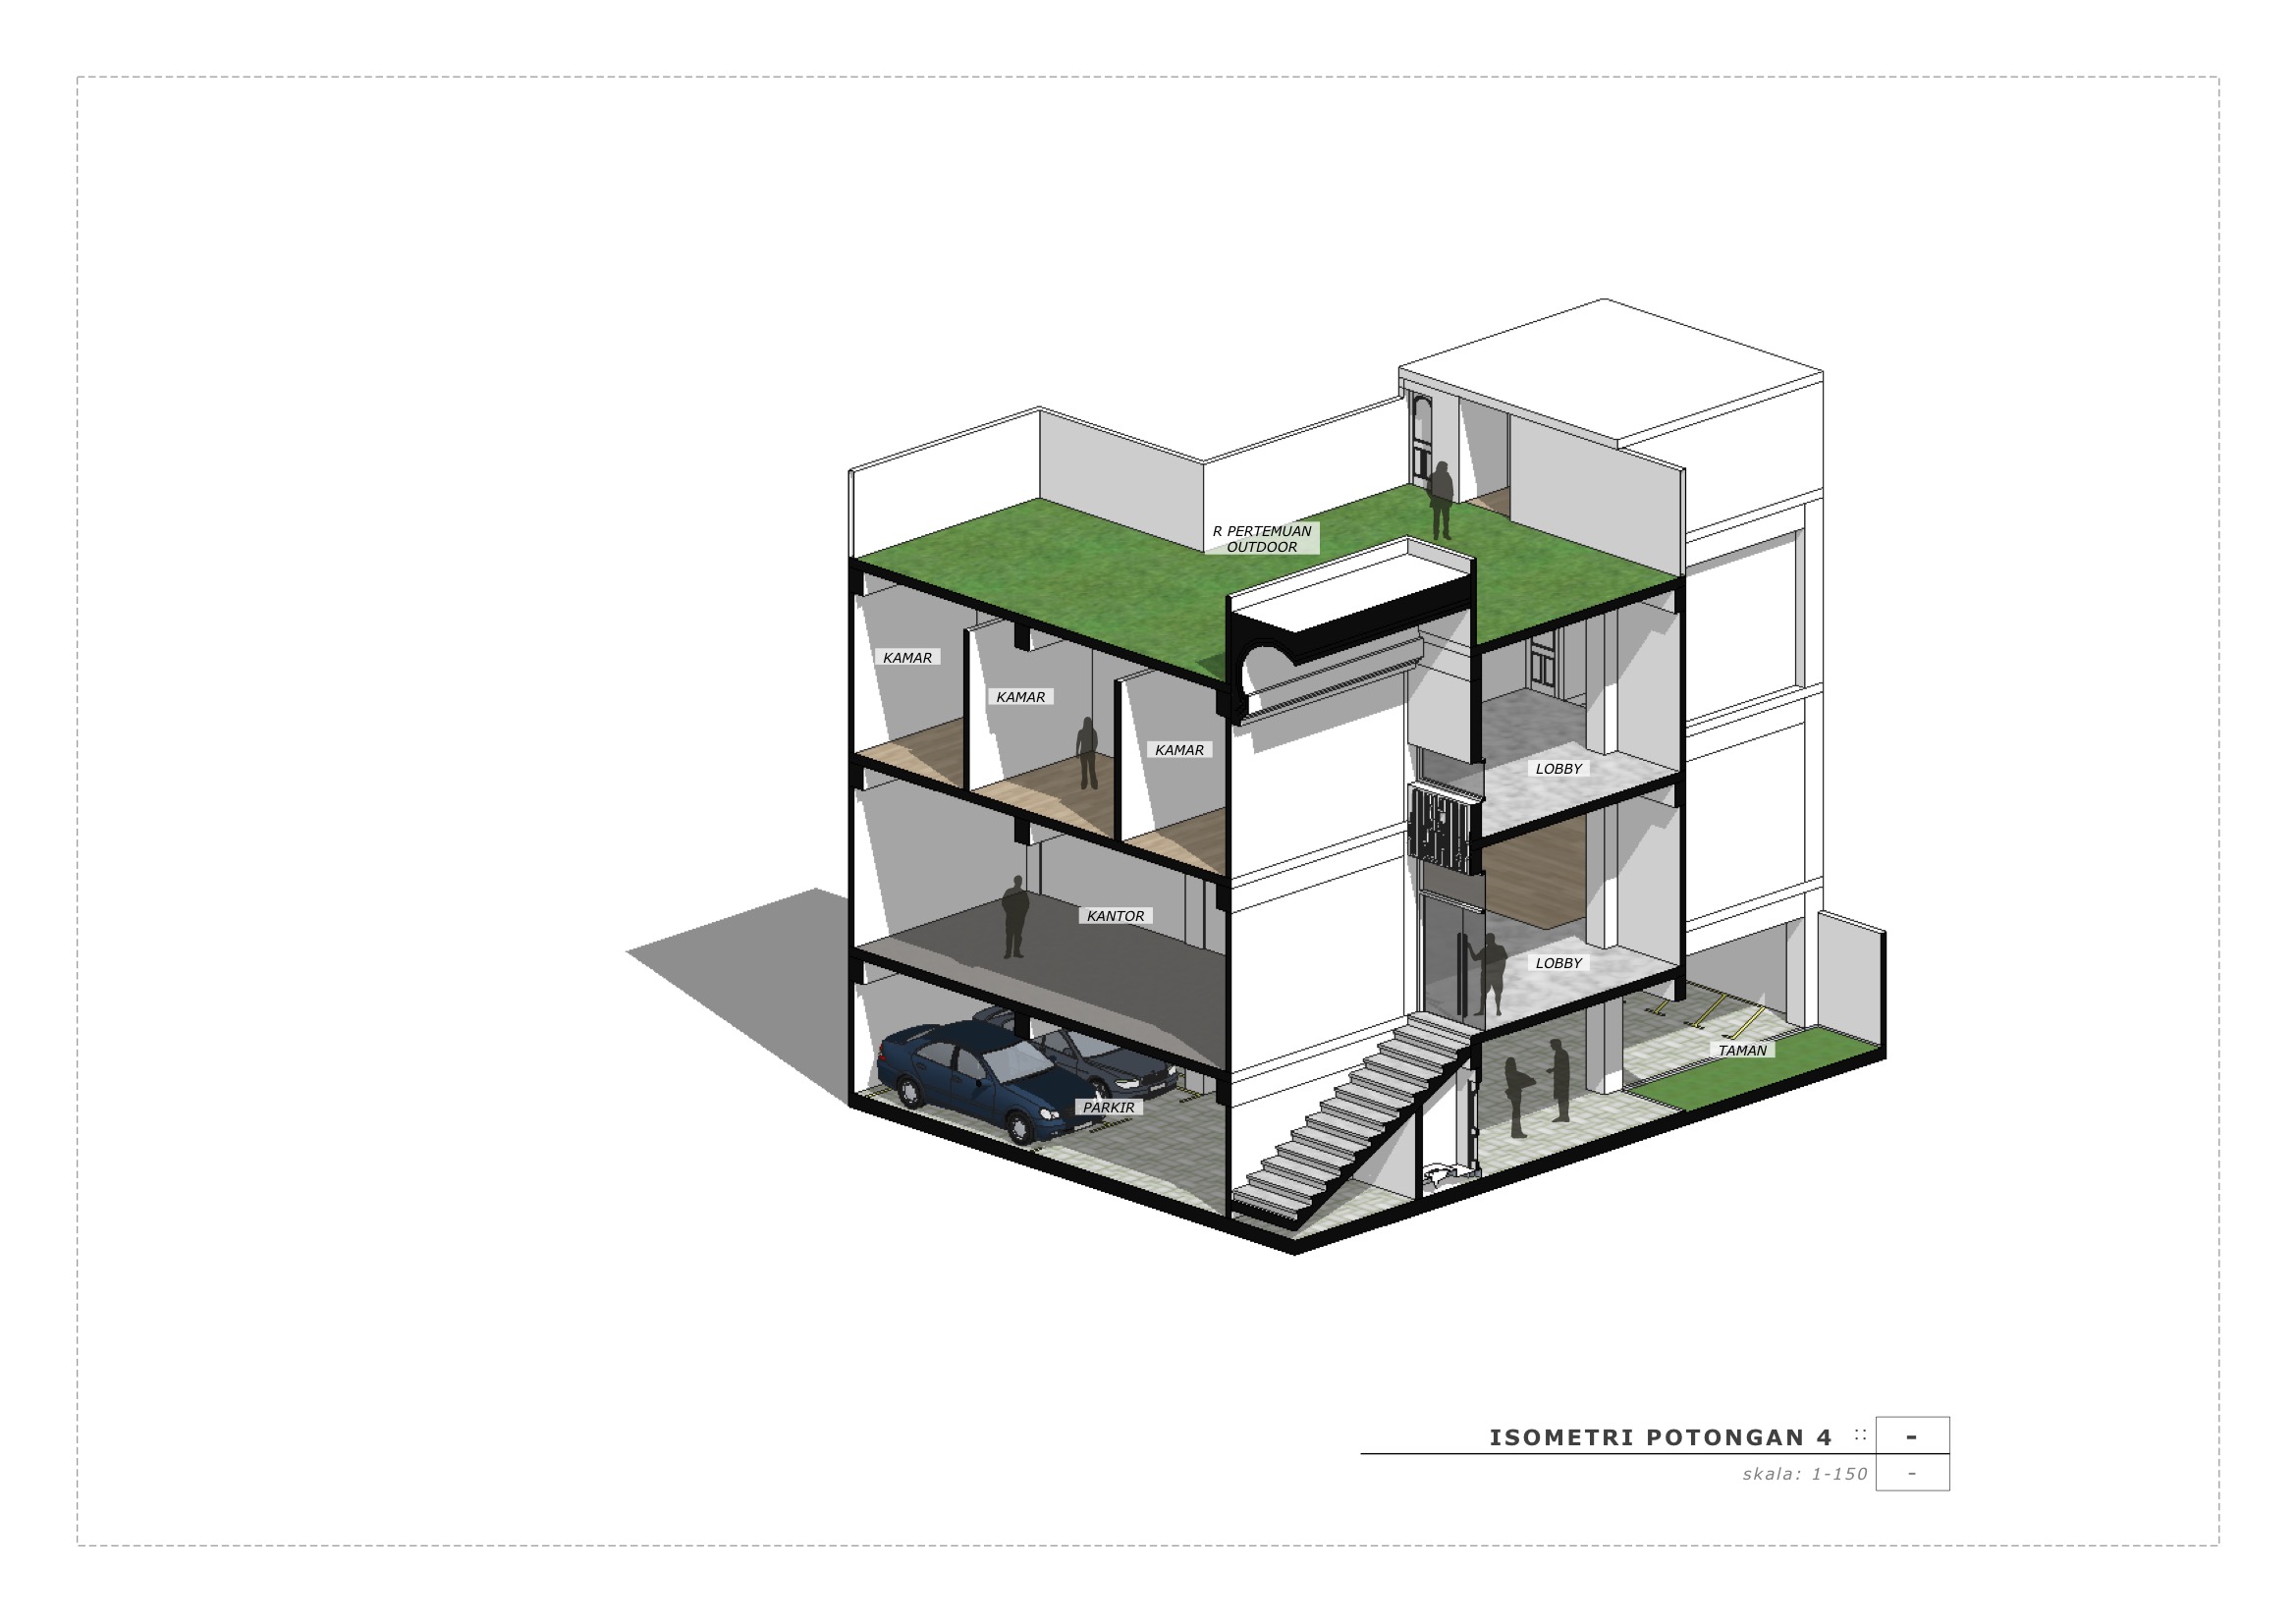 R PERTEMUAN
OUTDOOR
KAMAR
KAMAR
KAMAR
LOBBY
KANTOR
LOBBY
TAMAN
PARKIR
ISOMETRI POTONGAN 4 :: -
skala: 1-150 -